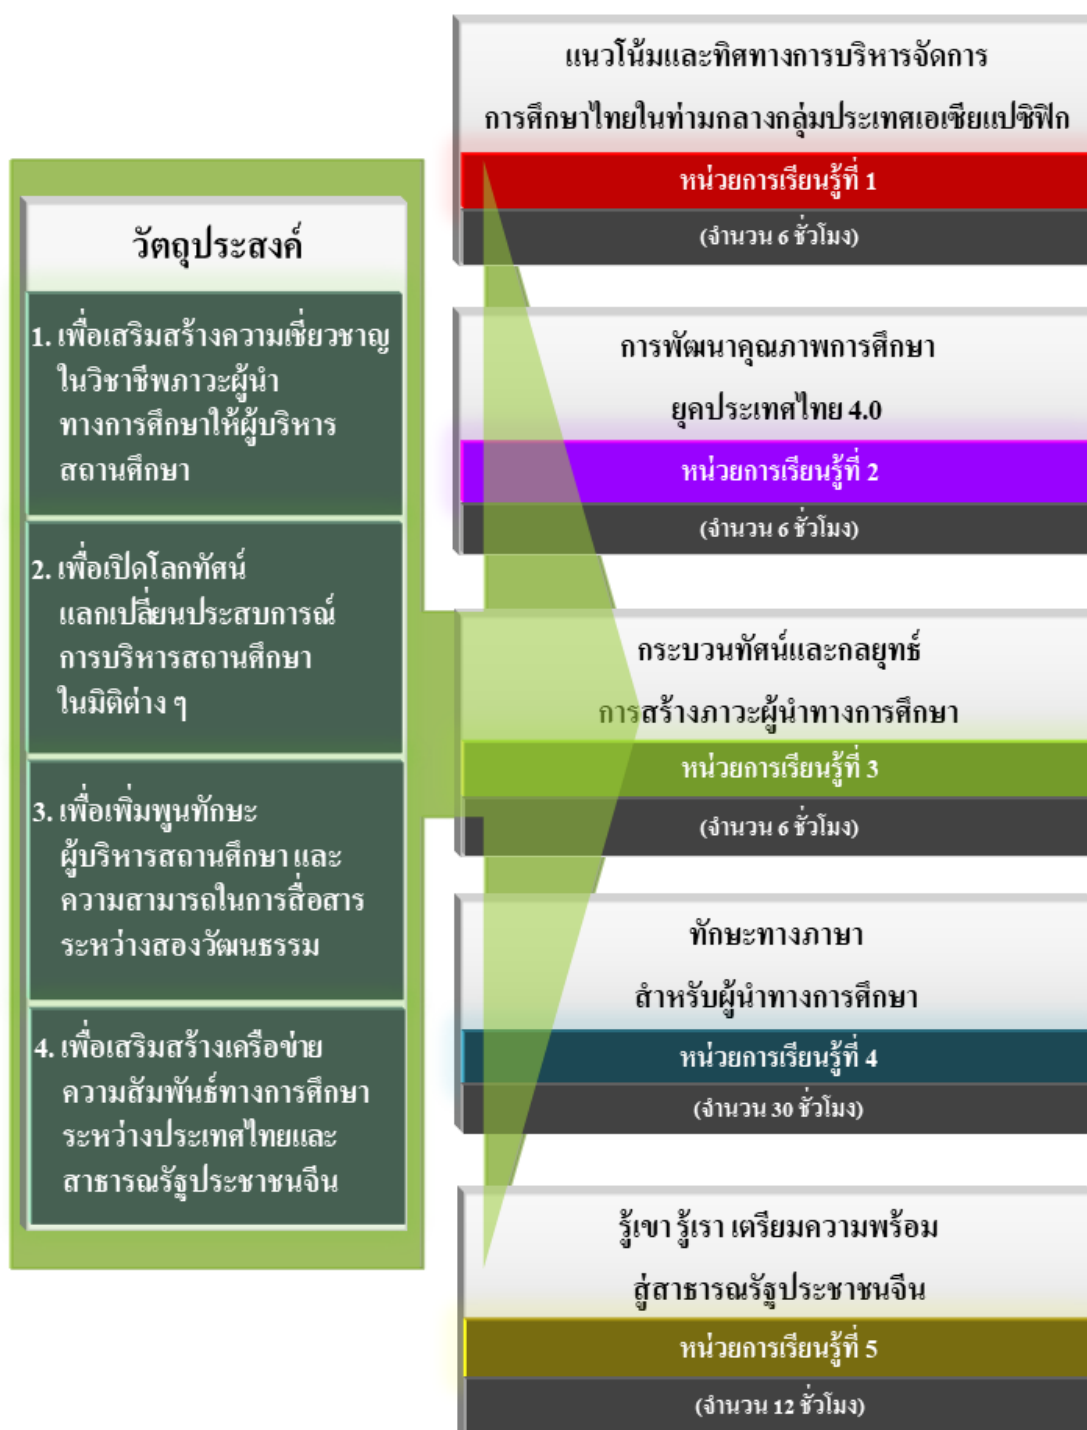 วัตถุประสงค์
1. เพื่อเสริมสร้างความเชี่ยวชาญ
ในวิชาชีพภาวะผู้นำ
ทางการศึกษาให้ผู้บริหาร
สถานศึกษา
2. เพื่อเปิดโลกทัศน์
แลกเปลี่ยนประสบการณ์
การบริหารสถานศึกษา
ในมิติต่าง ๆ
3. เพื่อเพิ่มพูนทักษะ
ผู้บริหารสถานศึกษา และ
ความสามารถในการสื่อสาร
ระหว่างสองวัฒนธรรม
4. เพื่อเสริมสร้างเครือข่าย
ความสัมพันธ์ทางการศึกษา
ระหว่างประเทศไทยและ
สาธารณรัฐประชาชนจีน
แนวโน้มและทิศทางการบริหารจัดการ
การศึกษาไทยในท่ามกลางกลุ่มประเทศเอเซียแปซิฟิก
หน่วยการเรียนรู้ที่ 1
(จำนวน 6 ชั่วโมง)
การพัฒนาคุณภาพการศึกษา
ยุคประเทศไทย 4.0
หน่วยการเรียนรู้ที่ 2
(จำนวน 6 ชั่วโมง)
กระบวนทัศน์และกลยุทธ์
การสร้างภาวะผู้นำทางการศึกษา
หน่วยการเรียนรู้ที่ 3
(จำนวน 6 ชั่วโมง)
ทักษะทางภาษา
สำหรับผู้นำทางการศึกษา
หน่วยการเรียนรู้ที่ 4
(จำนวน 30 ชั่วโมง)
รู้เขา รู้เรา เตรียมความพร้อม
สู่สาธารณรัฐประชาชนจีน
หน่วยการเรียนรู้ที่ 5
(จำนวน 12 ชั่วโมง)